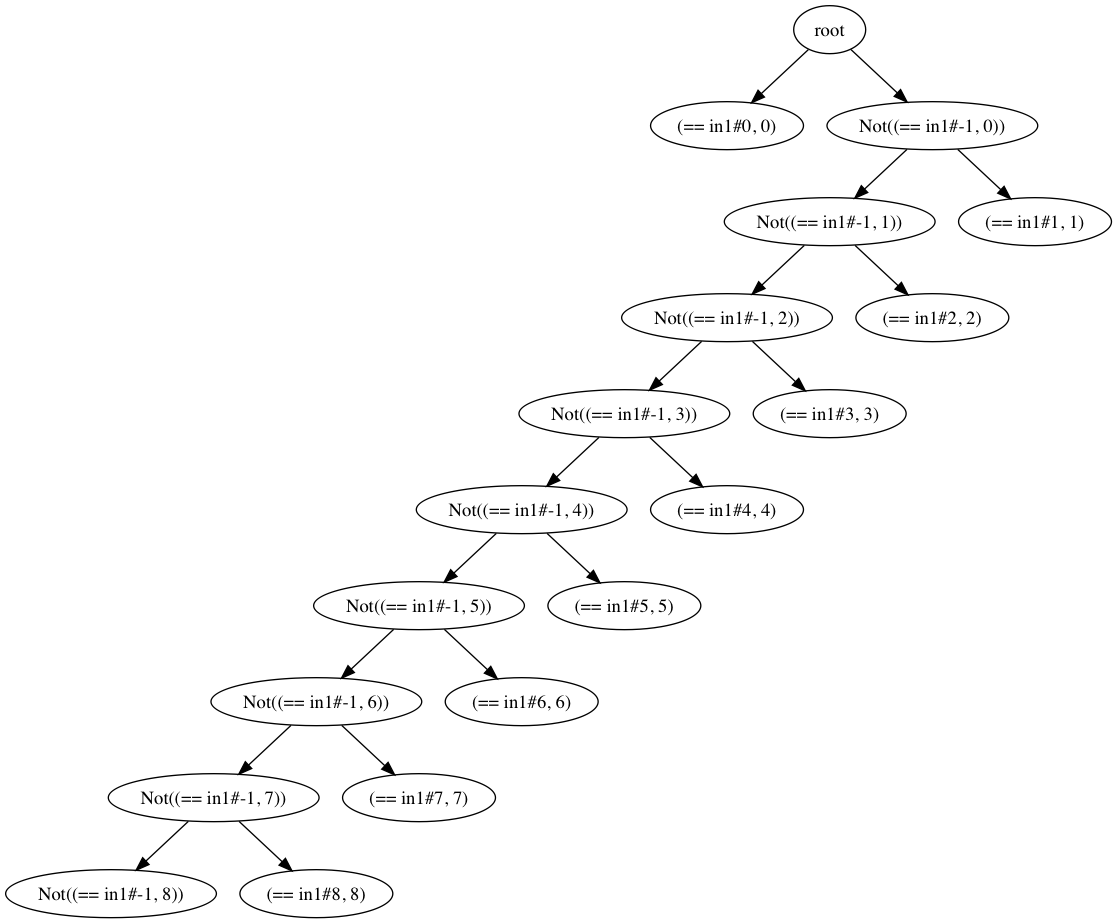 root
(== in1#0, 0)
Not((== in1#-1, 0))
Not((== in1#-1, 1))
(== in1#1, 1)
Not((== in1#-1, 2))
(== in1#2, 2)
Not((== in1#-1, 3))
(== in1#3, 3)
Not((== in1#-1, 4))
(== in1#4, 4)
Not((== in1#-1, 5))
(== in1#5, 5)
Not((== in1#-1, 6))
(== in1#6, 6)
Not((== in1#-1, 7))
(== in1#7, 7)
Not((== in1#-1, 8))
(== in1#8, 8)